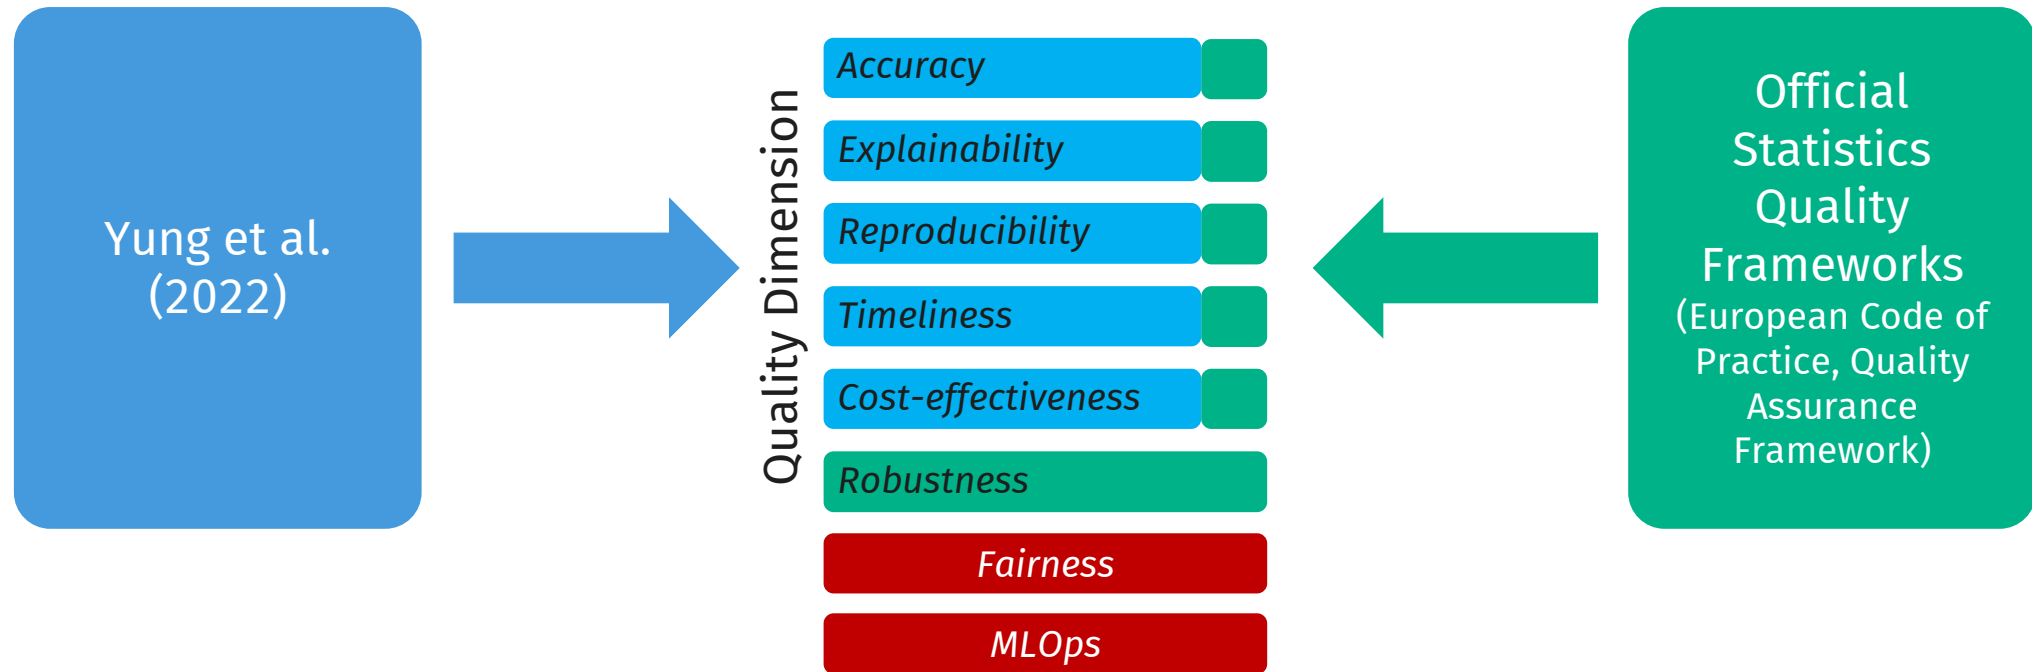 Yung et al.
(2022)
Quality Dimension
Accuracy
Explainability
Reproducibility
Timeliness
Cost-effectiveness
Robustness
Fairness
MLOps
Official
Statistics
Quality
Frameworks
(European Code of
Practice, Quality
Assurance
Framework)